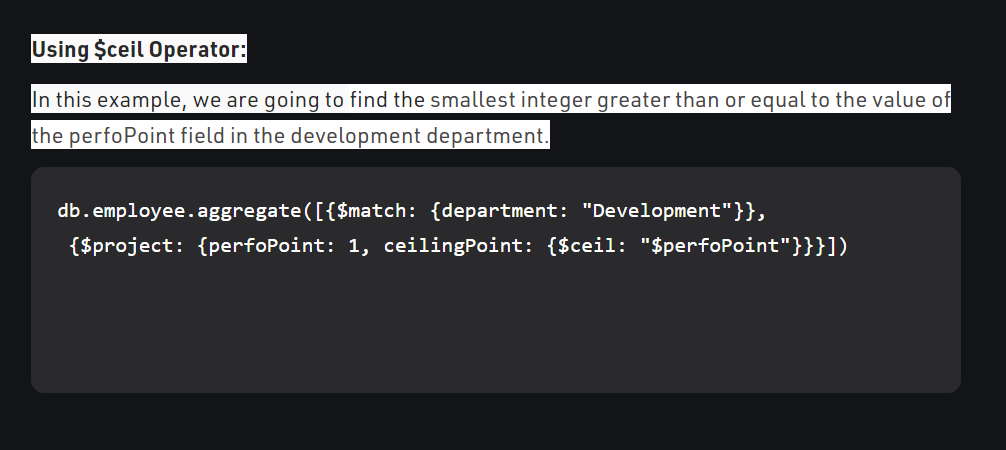 Using $ceil Operator:
In this example, we are going to find the smallest integer greater than or equal to the value of
the perfoPoint field in the development department.
db.employee.aggregate([{$match: {department: "Development"}},
{$project: {perfoPoint: 1, ceilingPoint: {$ceil: "$perfoPoint"}}}])